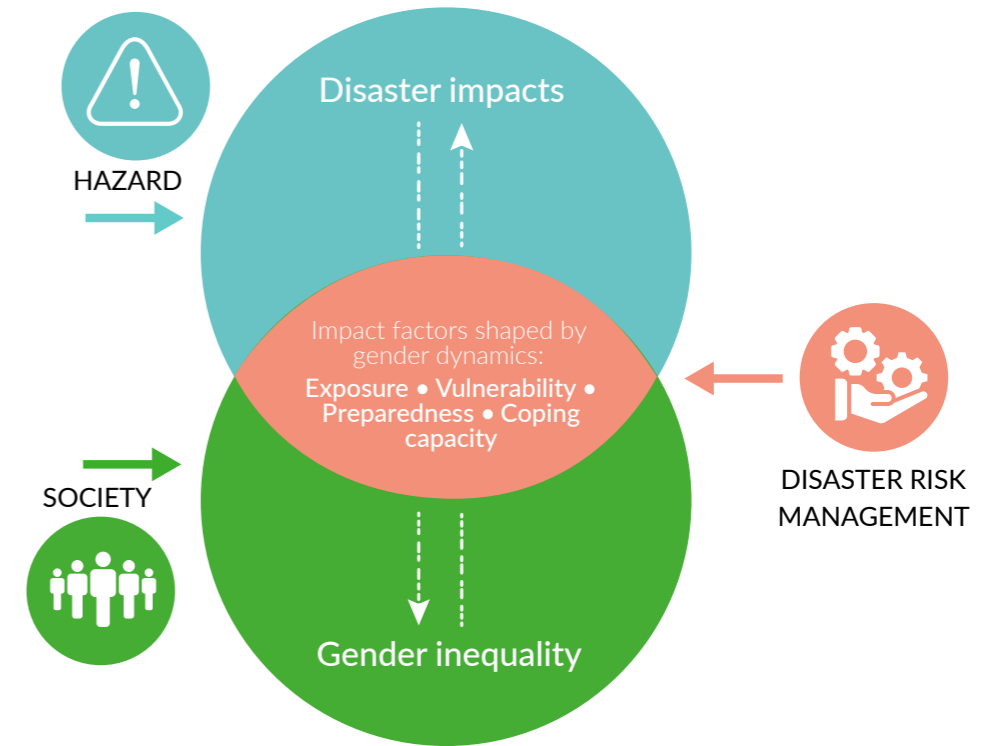 Disaster impacts
HAZARD
Impact factors shaped by
gender dynamics:
Exposure • Vulnerability •
Preparedness • Coping
capacity
DISASTER RISK
MANAGEMENT
SOCIETY
Gender inequality